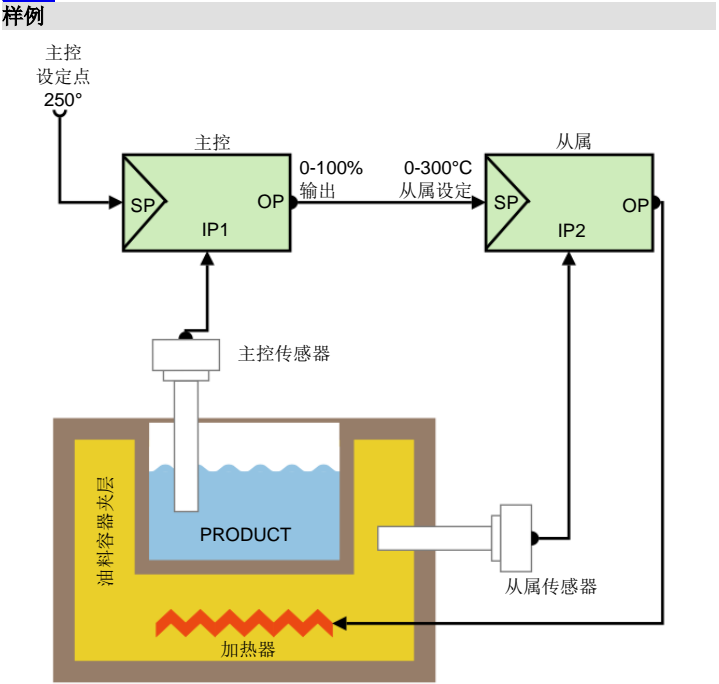 样例
主控
设定点
250°
主控
从属
0-100%
输出
0-300°C
从属设定
SP
OP
IP1
SP
OP
IP2
主控传感器
油料容器夹层
PRODUCT
从属传感器
加热器